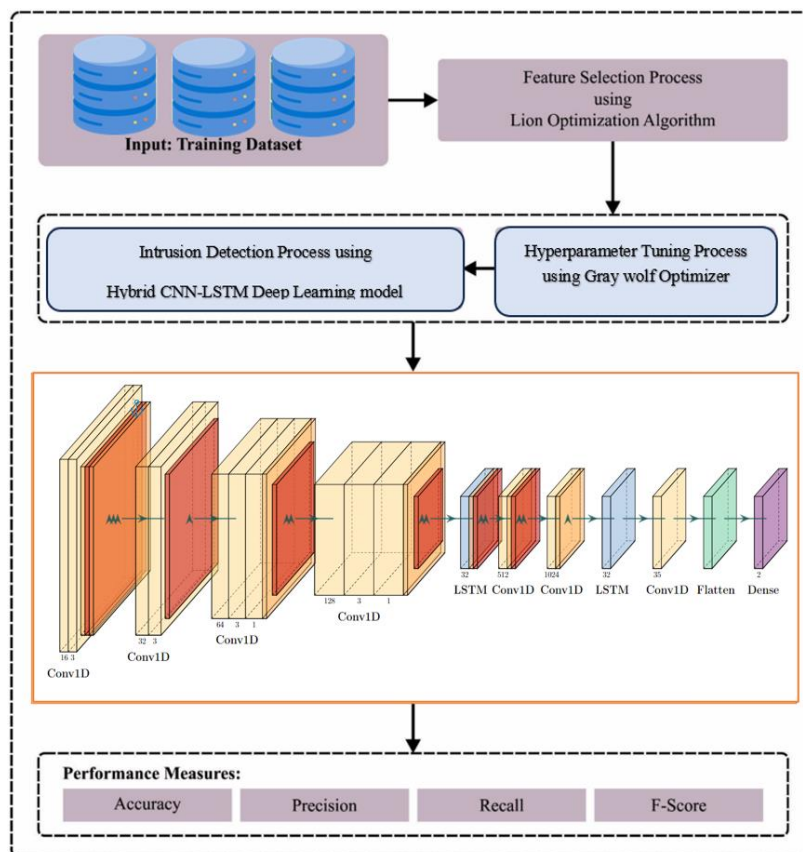 Input: Training Dataset
Feature Selection Process
using
Lion Optimization Algorithm
Intrusion Detection Process using
Hybrid CNN-LSTM Deep Learning model
Hyperparameter Tuning Process
using Gray wolf Optimizer
16 3
Conv1D
32 3
Conv1D
64 3 1
Conv1D
128 3 1
Conv1D
32
LSTM
512
Conv1D
1024
Conv1D
32
LSTM
35
Conv1D
Flatten
2
Dense
Performance Measures:
Accuracy
Precision
Recall
F-Score